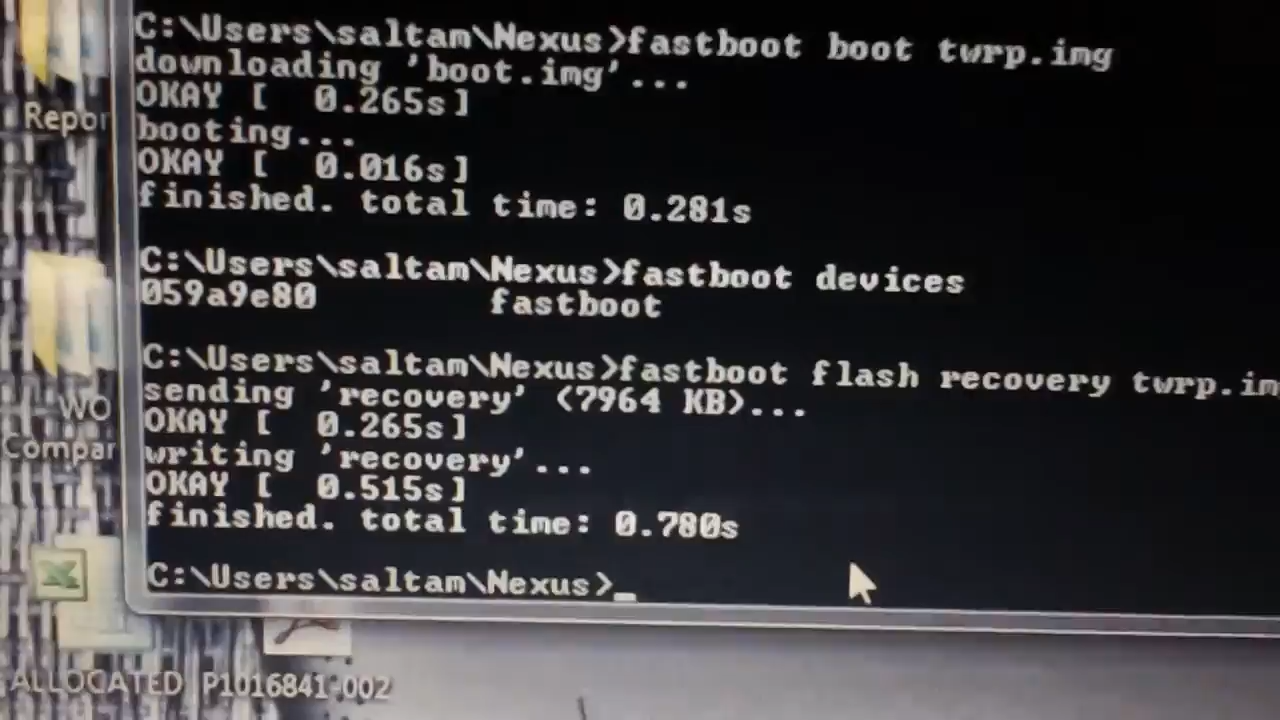 C:\Users\saltam\Nexus>fastboot boot twrp.img
downloading 'boot.img'...
OKAY [  0.265s]
booting...
OKAY [  0.016s]
finished. total time: 0.281s
C:\Users\saltam\Nexus>fastboot devices
059a9e80        fastboot
C:\Users\saltam\Nexus>fastboot flash recovery twrp.im
sending 'recovery' (7964 KB)...
OKAY [  0.265s]
writing 'recovery'...
OKAY [  0.515s]
finished. total time: 0.780s
C:\Users\saltam\Nexus>_
Repor
WO
Compar
ALLOCATED
P1016841-002